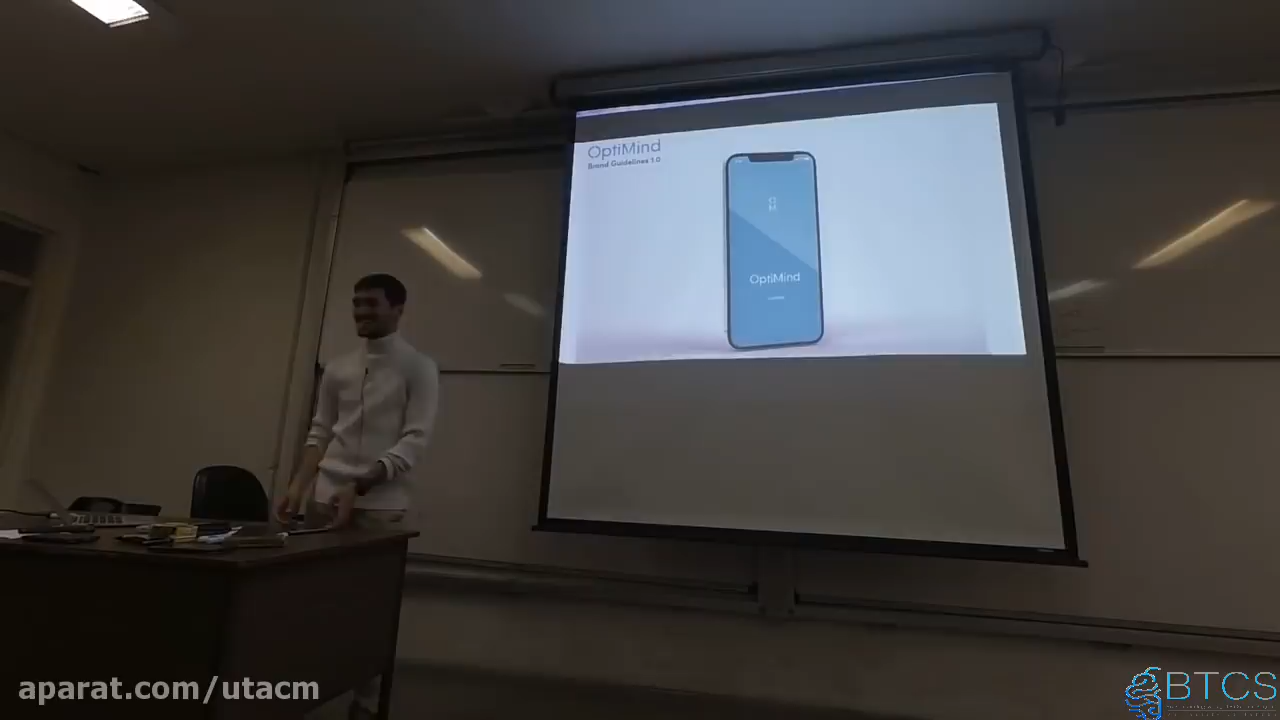 OptiMind
Brand Guidelines 1.0
O
M
OptiMind
aparat.com/utacm
BTCS